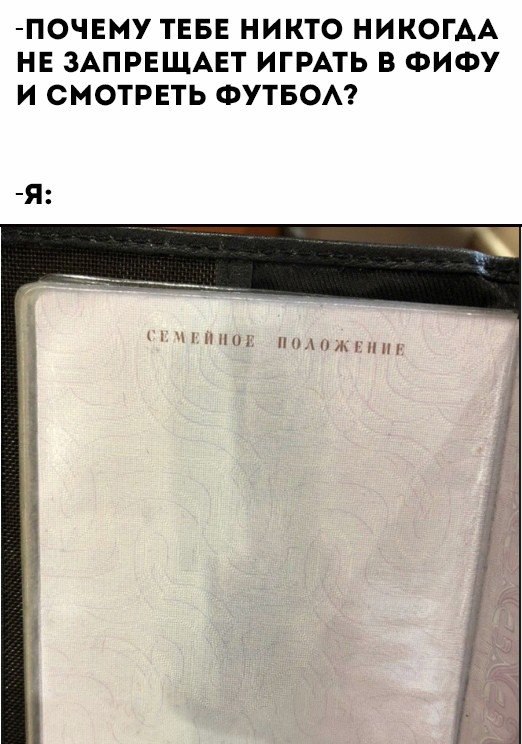 -ПОЧЕМУ ТЕБЕ НИКТО НИКОГДА
НЕ ЗАПРЕЩАЕТ ИГРАТЬ В ФИФУ
И СМОТРЕТЬ ФУТБОЛ?
-Я:
СЕМЕЙНОЕ ПОЛОЖЕНИЕ